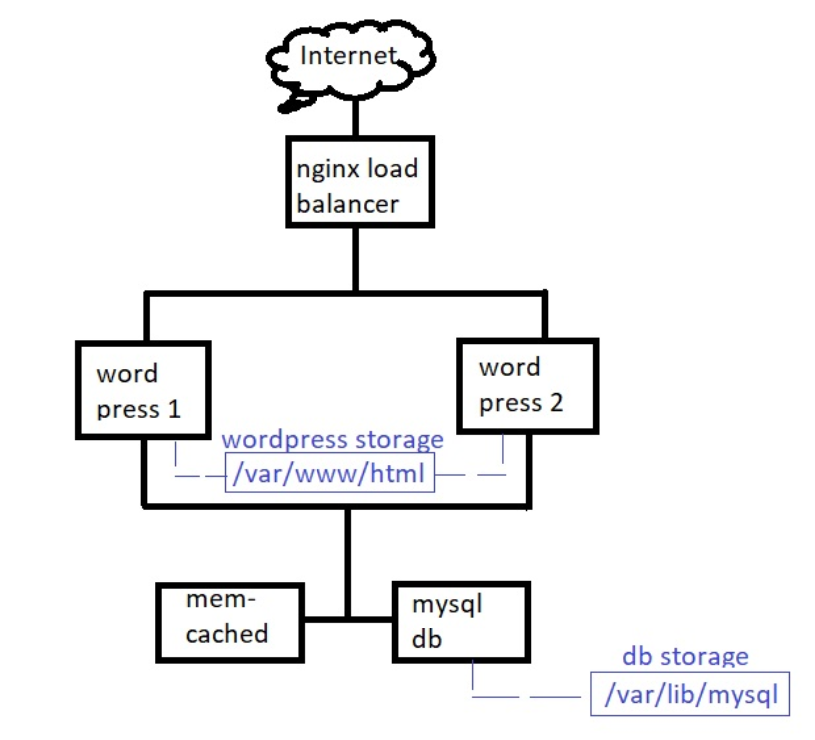 Internet
nginx load
balancer
word
press 1
word
press 2
wordpress storage
/var/www/html
mem-
cached
mysql
db
db storage
/var/lib/mysql